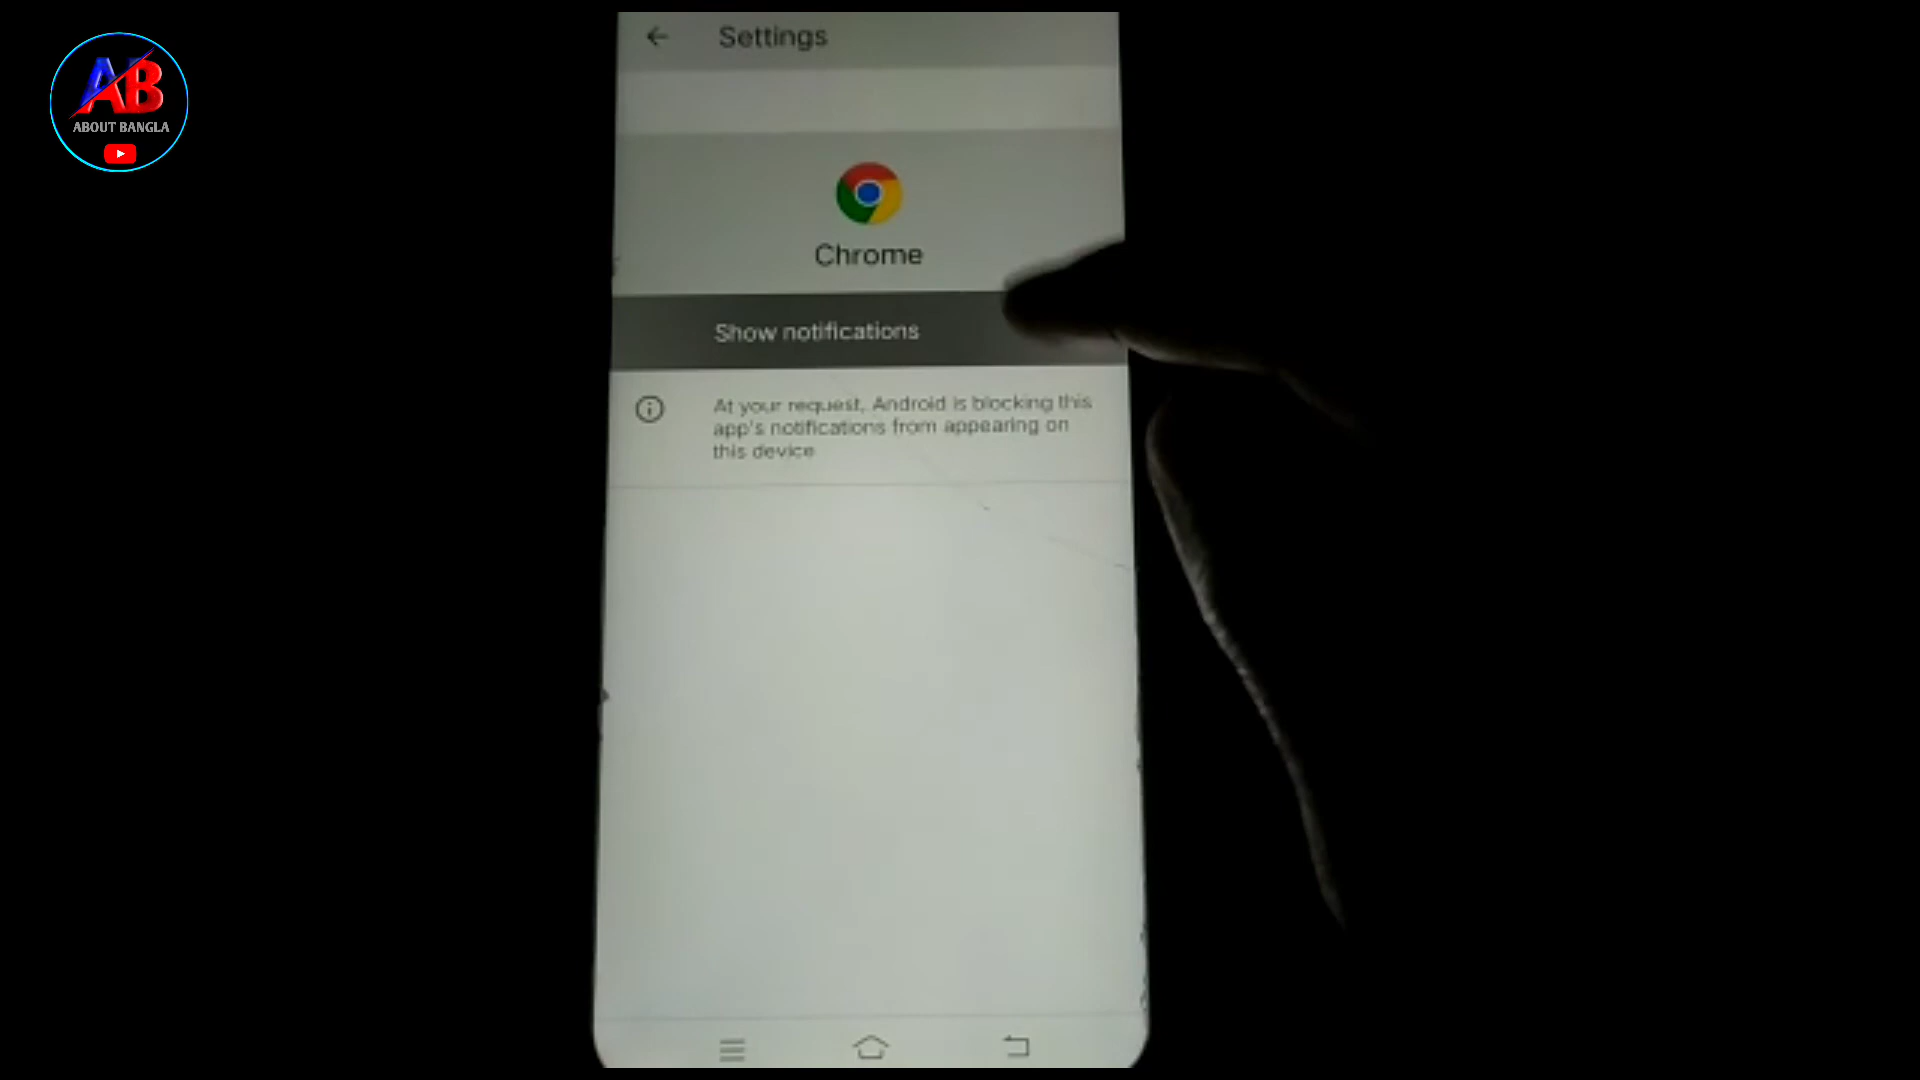 AB
ABOUT BANGLA
Settings
Chrome
Show notifications
At your request, Android is blocking this
app's notifications from appearing on
this device